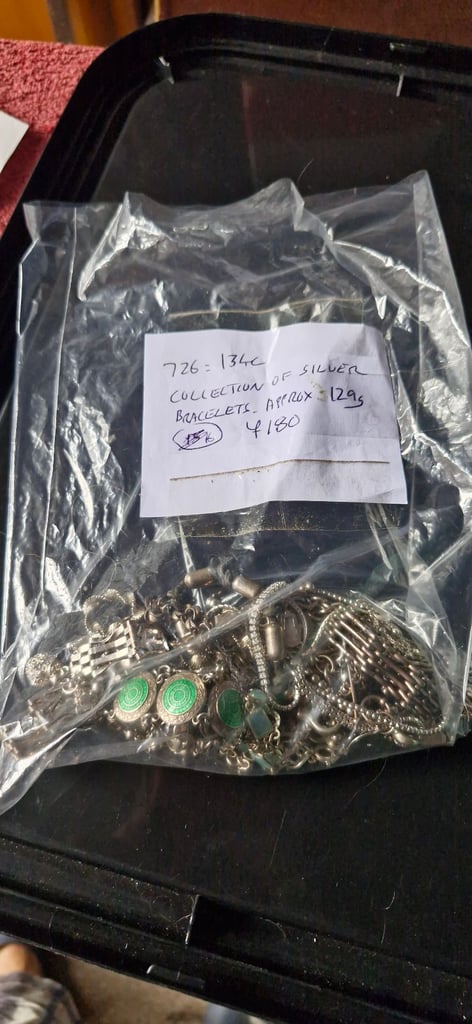 726 = 134c
COLLECTION OF SILVER
BRACELETS - APPROX 129g
£180